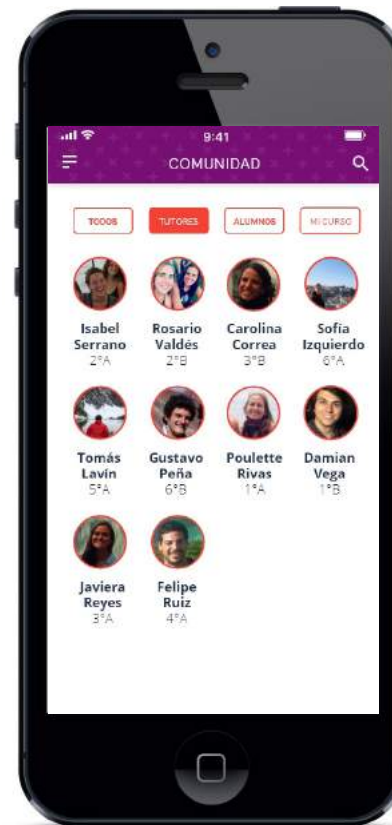 9:41
COMUNIDAD
TODOS TUTORES ALUMNOS MI CURSO
Isabel Rosario Carolina Sofía
Serrano Valdés Correa Izquierdo
2°A 2°B 3°B 6°A
Tomás Gustavo Poulette Damian
Lavín Peña Rivas Vega
5°A 6°B 1°A 1°B
Javiera Felipe
Reyes Ruiz
3°A 4°A